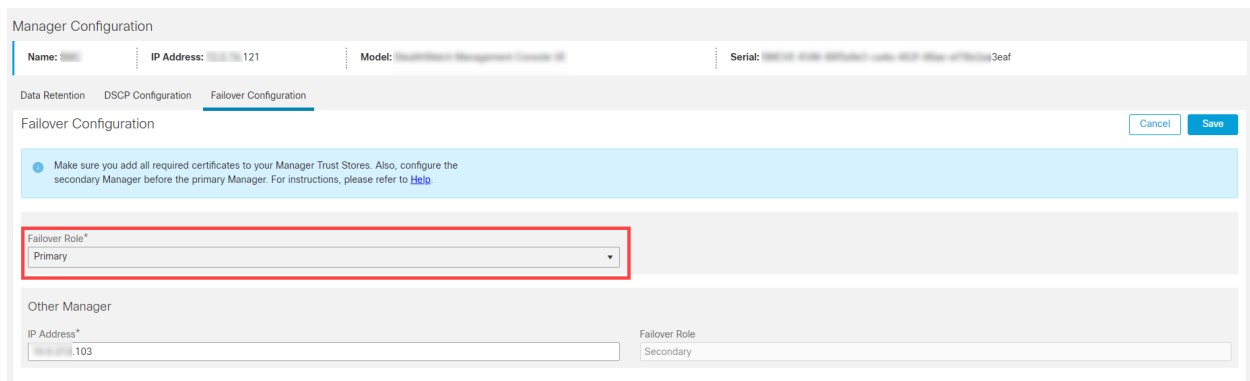 Manager Configuration
Name: IP Address: 121 Model: Serial: 3eaf
Data Retention DSCP Configuration Failover Configuration
Failover Configuration Cancel Save
Make sure you add all required certificates to your Manager Trust Stores. Also, configure the
secondary Manager before the primary Manager. For instructions, please refer to Help.
Failover Role*
Primary
Other Manager
IP Address* Failover Role
.103 Secondary